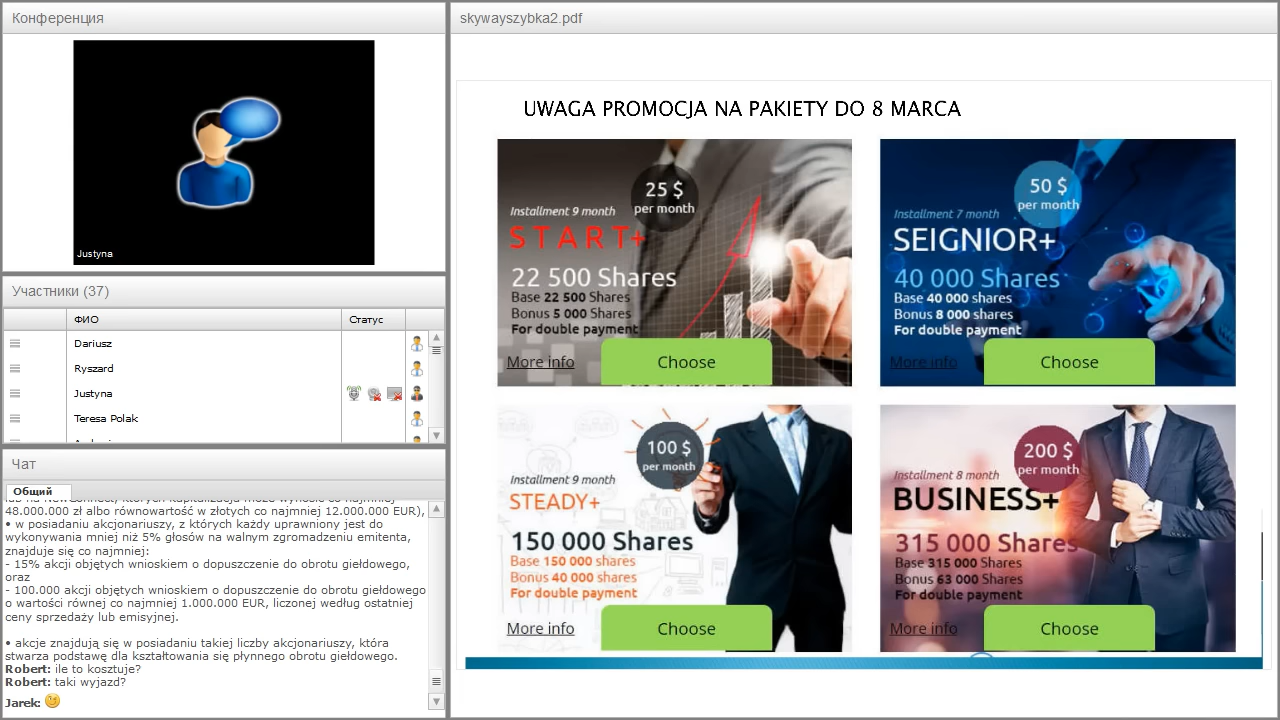 Конференция
Justyna
Участники (37)
ФИО Статус
Dariusz
Ryszard
Justyna
Teresa Polak
Чат
Общий
48.000.000 zł albo równowartość w złotych co najmniej 12.000.000 EUR),
• w posiadaniu akcjonariuszy, z których każdy uprawniony jest do
wykonywania mniej niż 5% głosów na walnym zgromadzeniu emitenta,
znajduje się co najmniej:
- 15% akcji objętych wnioskiem o dopuszczenie do obrotu giełdowego,
oraz
- 100.000 akcji objętych wnioskiem o dopuszczenie do obrotu giełdowego
o wartości równej co najmniej 1.000.000 EUR, liczonej według ostatniej
ceny sprzedaży lub emisyjnej.
• akcje znajdują się w posiadaniu takiej liczby akcjonariuszy, która
stwarza podstawę dla kształtowania się płynnego obrotu giełdowego.
Robert: ile to kosztuje?
Robert: taki wyjazd?
Jarek:
skywayszybka2.pdf
UWAGA PROMOCJA NA PAKIETY DO 8 MARCA
25 $
per month
Installment 9 month
START+
22 500 Shares
Base 22 500 Shares
Bonus 5 000 Shares
For double payment
More info
Choose
50 $
per month
Installment 7 month
SEIGNIOR+
40 000 Shares
Base 40 000 shares
Bonus 8 000 shares
For double payment
More info
Choose
100 $
per month
Installment 9 month
STEADY+
150 000 Shares
Base 150 000 shares
Bonus 40 000 shares
For double payment
More info
Choose
200 $
per month
Installment 8 month
BUSINESS+
315 000 Shares
Base 315 000 shares
Bonus 63 000 Shares
For double payment
More info
Choose